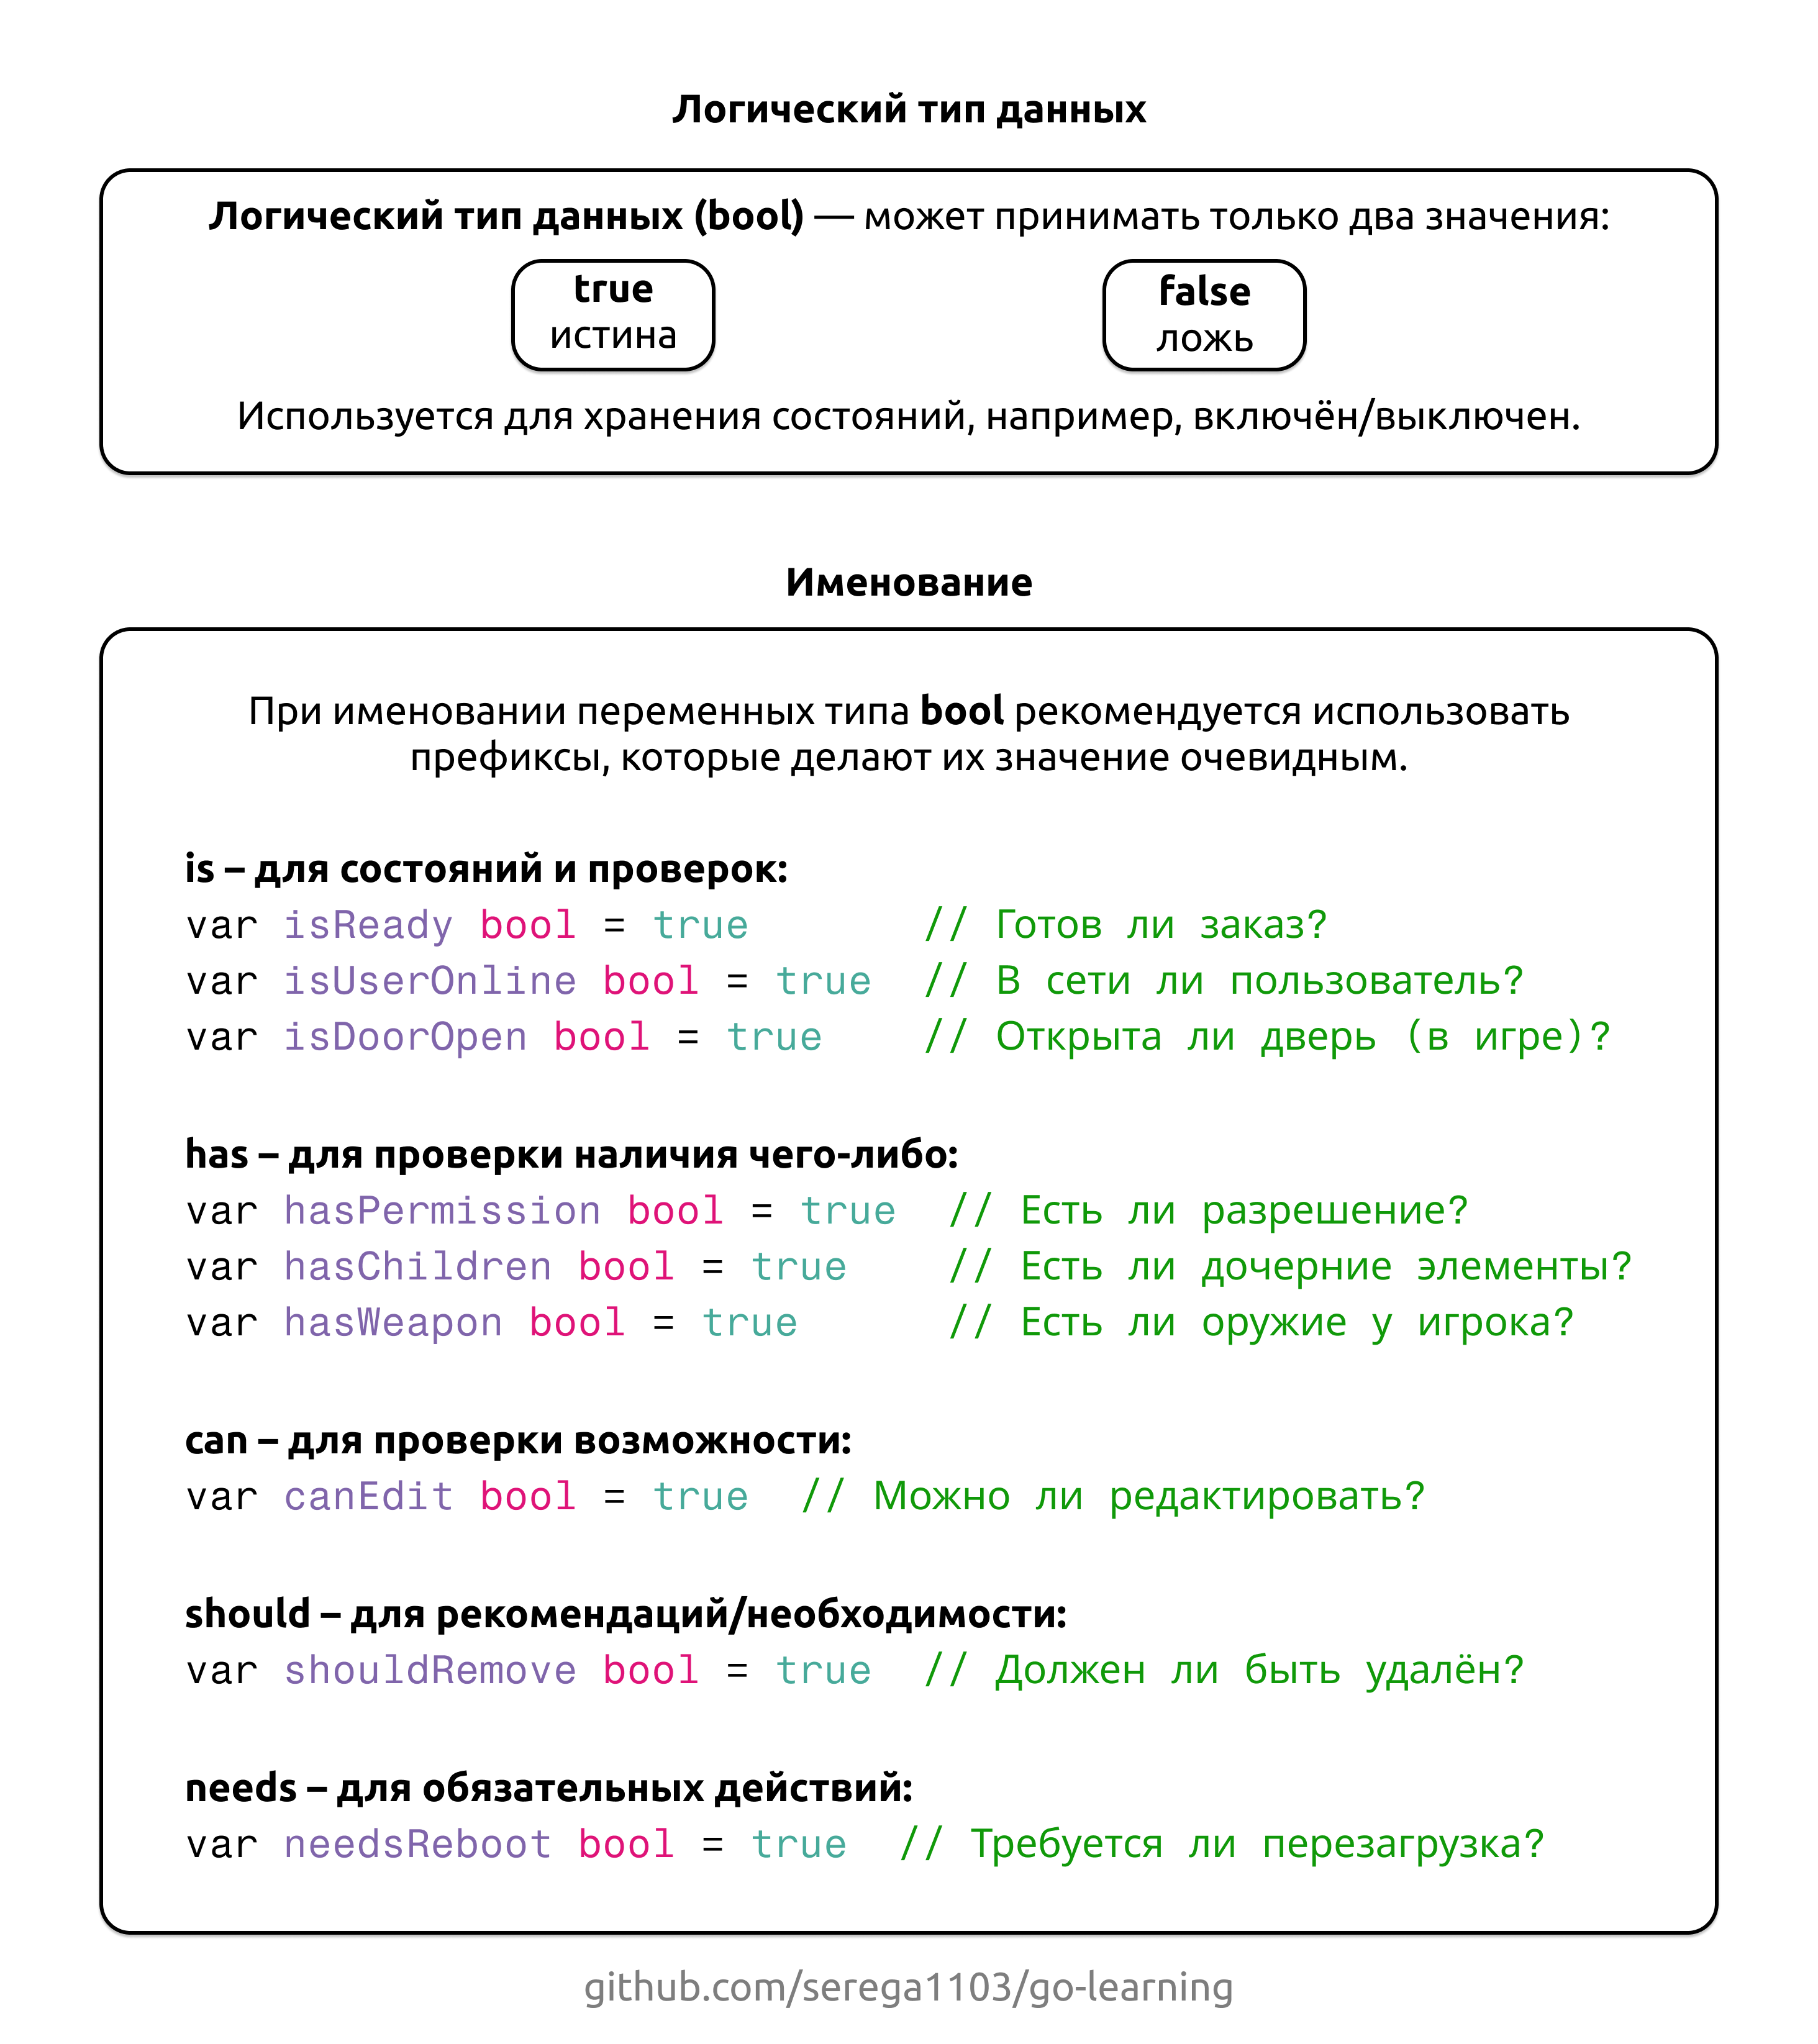 Логический тип данных
Логический тип данных (bool) — может принимать только два значения:
true
истина
false
ложь
Используется для хранения состояний, например, включён/выключен.
Именование
При именовании переменных типа bool рекомендуется использовать
префиксы, которые делают их значение очевидным.
is – для состояний и проверок:
var isReady bool = true // Готов ли заказ?
var isUserOnline bool = true // В сети ли пользователь?
var isDoorOpen bool = true // Открыта ли дверь (в игре)?
has – для проверки наличия чего-либо:
var hasPermission bool = true // Есть ли разрешение?
var hasChildren bool = true // Есть ли дочерние элементы?
var hasWeapon bool = true // Есть ли оружие у игрока?
can – для проверки возможности:
var canEdit bool = true // Можно ли редактировать?
should – для рекомендаций/необходимости:
var shouldRemove bool = true // Должен ли быть удалён?
needs – для обязательных действий:
var needsReboot bool = true // Требуется ли перезагрузка?
github.com/serega1103/go-learning